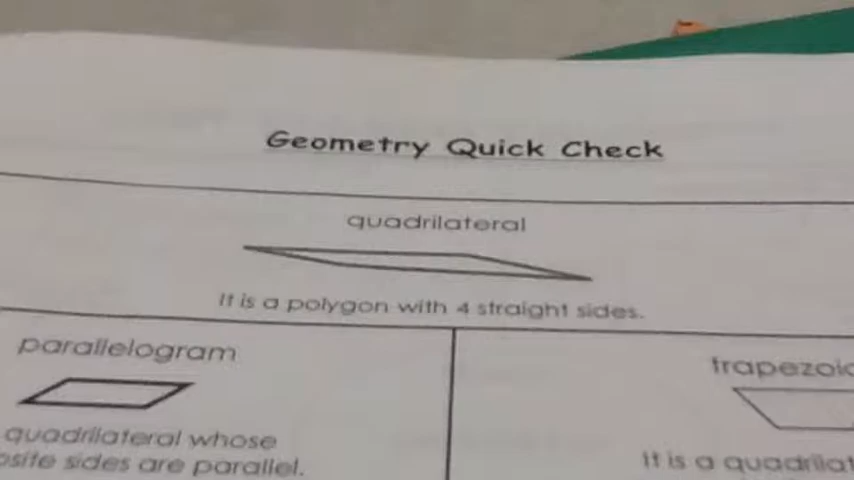 Geometry Quick Check
quadrilateral
It is a polygon with 4 straight sides.
parallelogram
quadrilateral whose
sides are parallel.
It is a